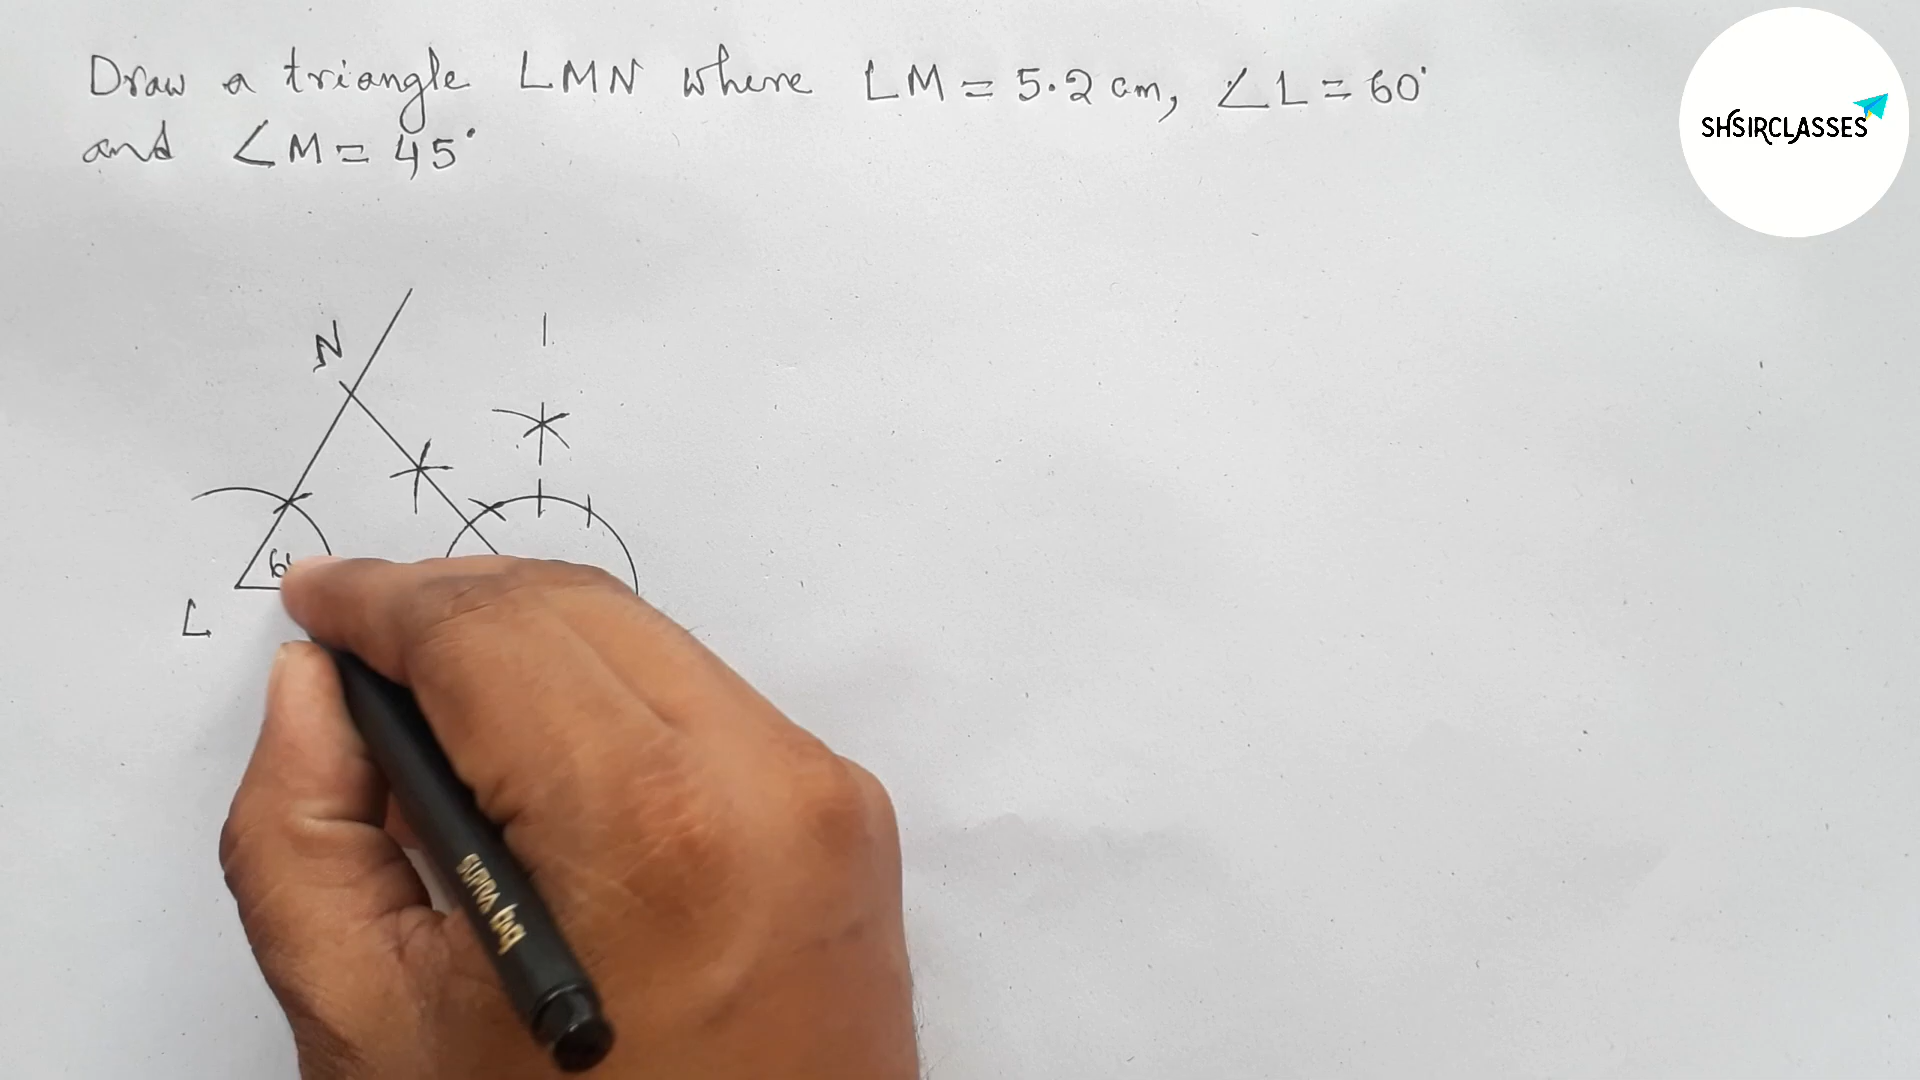 Draw a triangle LMN where LM = 5.2 cm, ∠L = 60°
and ∠M = 45°
SHSIRCLASSES
N
L